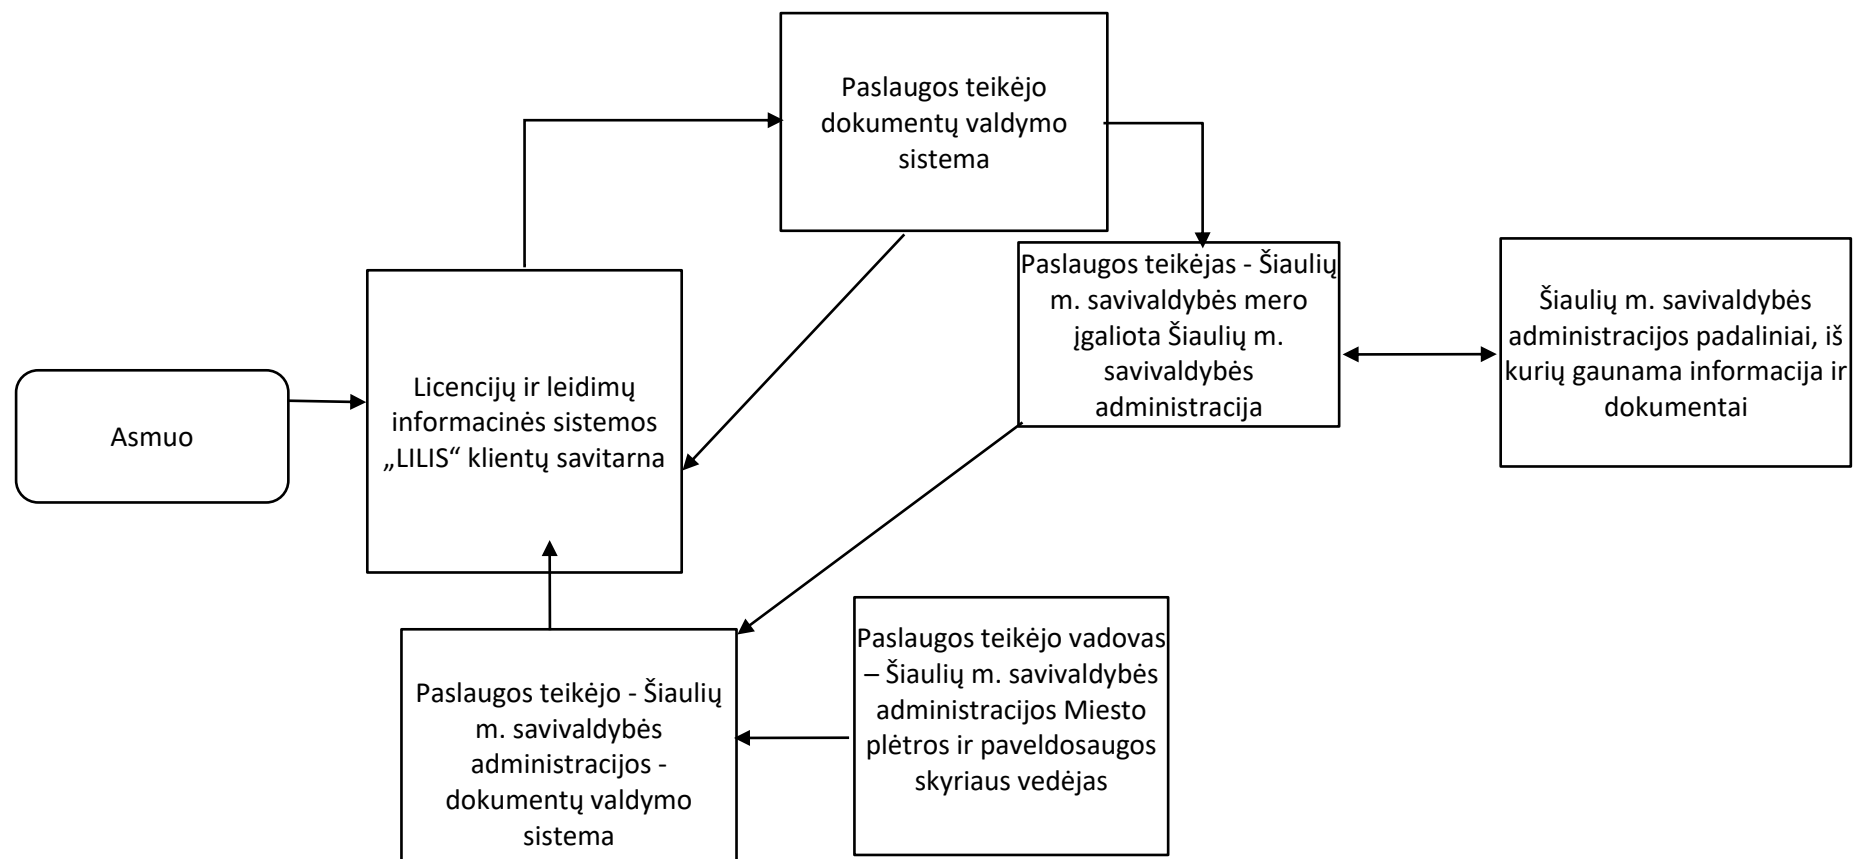 Paslaugos teikėjo
dokumentų valdymo
sistema
Paslaugos teikėjas - Šiaulių
m. savivaldybės mero
įgaliota Šiaulių m.
savivaldybės
administracija
Šiaulių m. savivaldybės
administracijos padaliniai, iš
kurių gaunama informacija ir
dokumentai
Licencijų ir leidimų
informacinės sistemos
„LILIS“ klientų savitarna
Asmuo
Paslaugos teikėjo - Šiaulių
m. savivaldybės
administracijos -
dokumentų valdymo
sistema
Paslaugos teikėjo vadovas
– Šiaulių m. savivaldybės
administracijos Miesto
plėtros ir paveldosaugos
skyriaus vedėjas